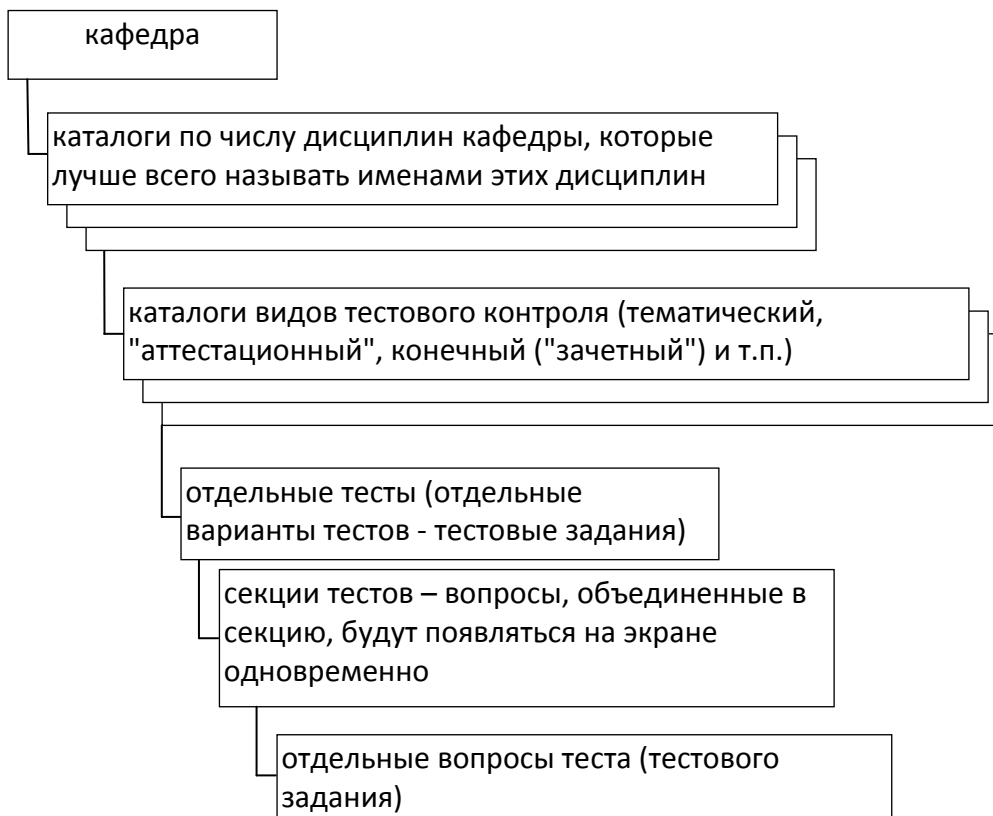 кафедра
каталоги по числу дисциплин кафедры, которые
лучше всего называть именами этих дисциплин
каталоги видов тестового контроля (тематический,
"аттестационный", конечный ("зачетный") и т.п.)
отдельные тесты (отдельные
варианты тестов - тестовые задания)
секции тестов – вопросы, объединенные в
секцию, будут появляться на экране
одновременно
отдельные вопросы теста (тестового
задания)